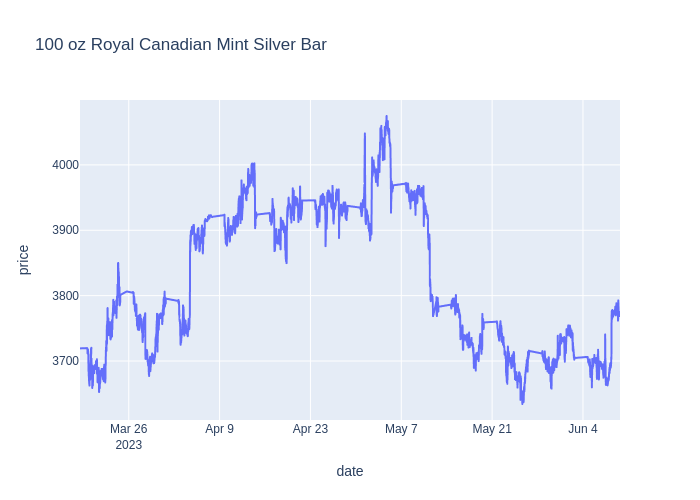 100 oz Royal Canadian Mint Silver Bar
4000
3900
3800
3700
price
Mar 26 Apr 9 Apr 23 May 7 May 21 Jun 4
2023
date